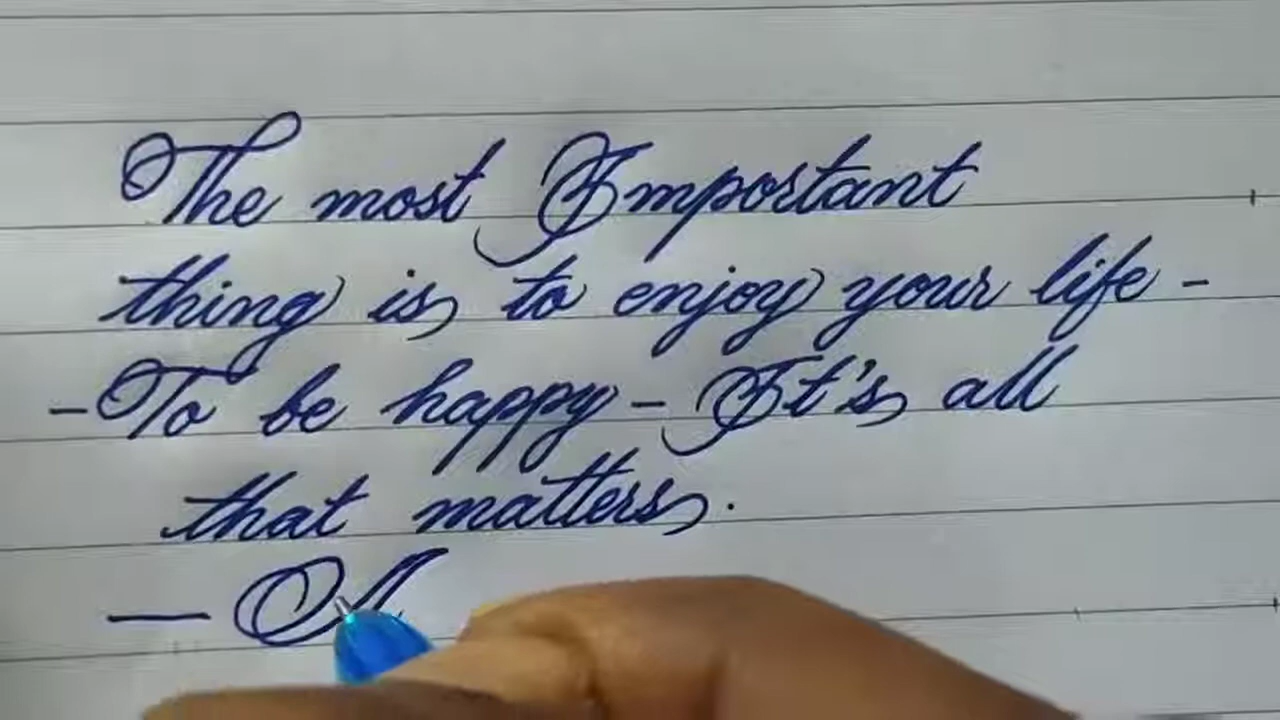 The most Important
thing is to enjoy your life -
- To be happy - It's all
that matters.
— A